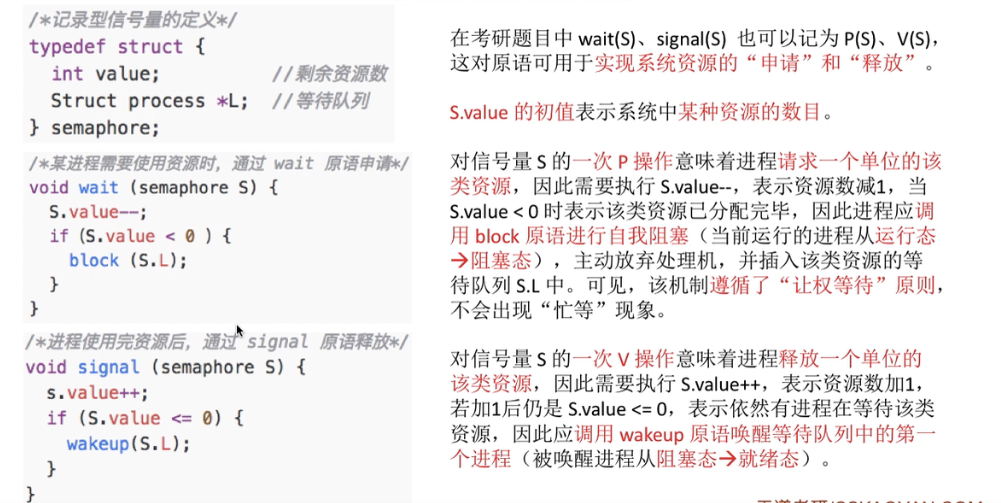 /*记录型信号量的定义*/
typedef struct {
int value; //剩余资源数
Struct process *L; //等待队列
} semaphore;
/*某进程需要使用资源时，通过 wait 原语申请*/
void wait (semaphore S) {
S.value--;
if (S.value < 0 ) {
block (S.L);
}
}
/*进程使用完资源后，通过 signal 原语释放*/
void signal (semaphore S) {
s.value++;
if (S.value <= 0) {
wakeup(S.L);
}
}
在考研题目中 wait(S)、signal(S) 也可以记为 P(S)、V(S)，
这对原语可用于实现系统资源的“申请”和“释放”。
S.value 的初值表示系统中某种资源的数目。
对信号量 S 的一次 P 操作意味着进程请求一个单位的该
类资源，因此需要执行 S.value--，表示资源数减1，当
S.value < 0 时表示该类资源已分配完毕，因此进程应调
用 block 原语进行自我阻塞（当前运行的进程从运行态
→阻塞态），主动放弃处理机，并插入该类资源的等
待队列 S.L 中。可见，该机制遵循了“让权等待”原则，
不会出现“忙等”现象。
对信号量 S 的一次 V 操作意味着进程释放一个单位的
该类资源，因此需要执行 S.value++，表示资源数加1，
若加1后仍是 S.value <= 0，表示依然有进程在等待该类
资源，因此应调用 wakeup 原语唤醒等待队列中的第一
个进程（被唤醒进程从阻塞态→就绪态）。